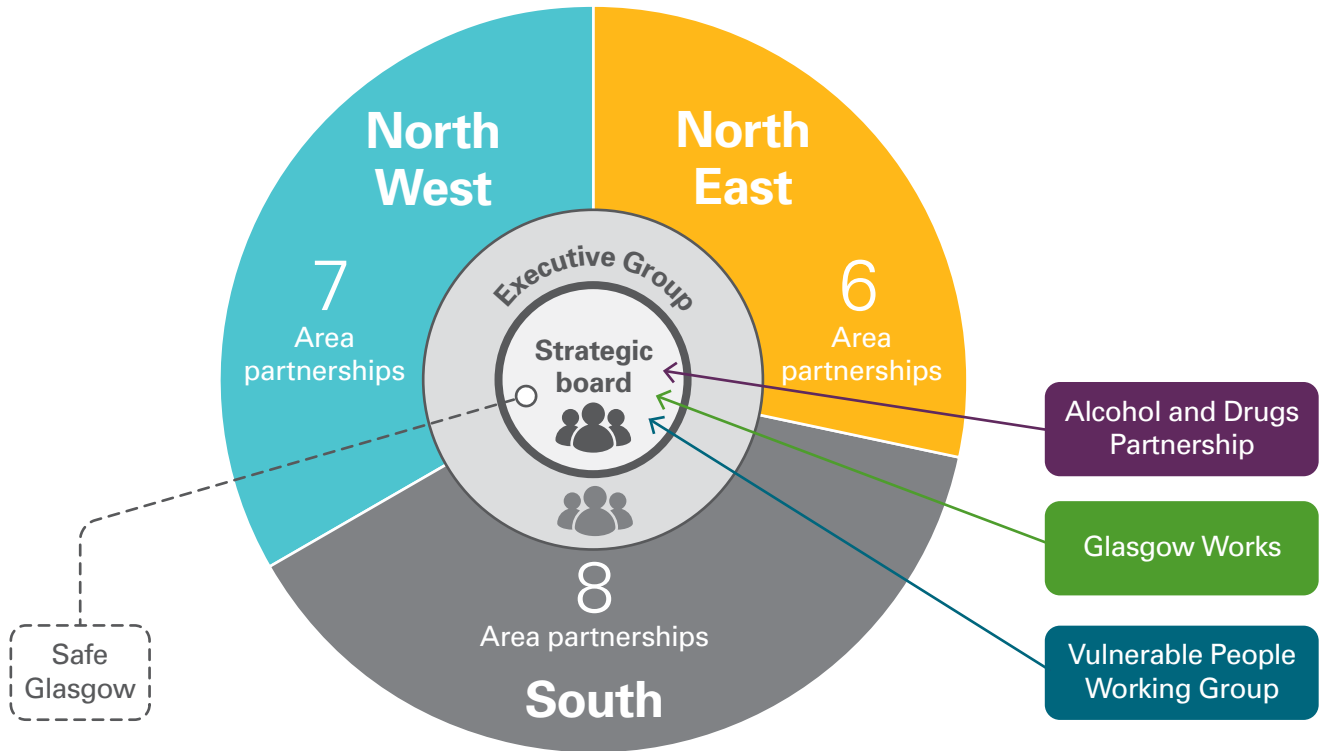 North
West
7
Area
partnerships
North
East
6
Area
partnerships
Executive Group
Strategic
board
8
Area partnerships
South
Safe
Glasgow
Alcohol and Drugs
Partnership
Glasgow Works
Vulnerable People
Working Group